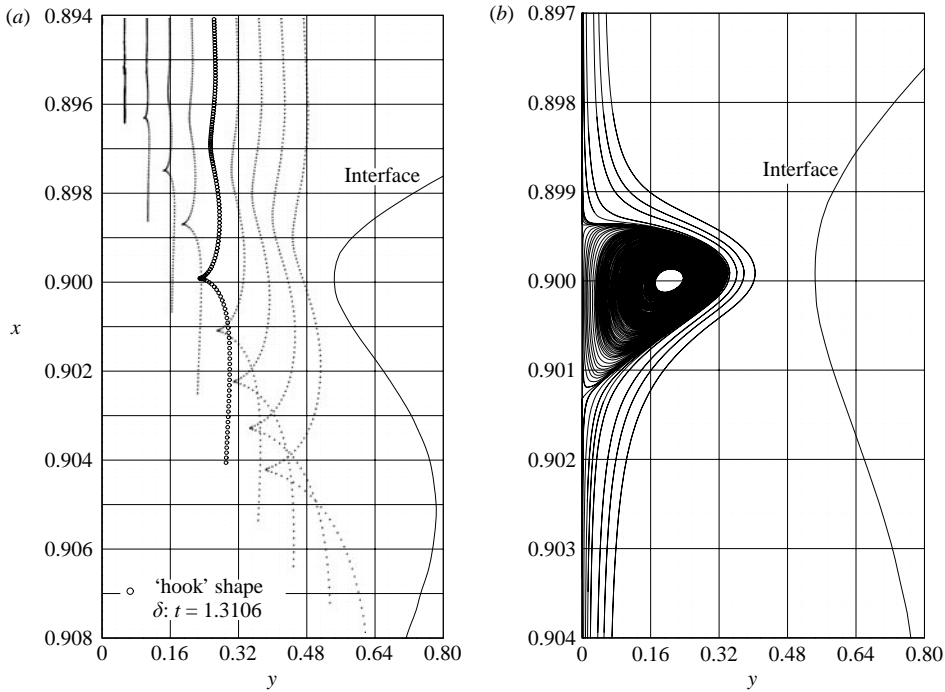 (a)
0.894
0.896
0.898
0.900
x
0.902
0.904
0.906
0.908
Interface
‘hook’ shape
δ: t = 1.3106
0 0.16 0.32 0.48 0.64 0.80
y
(b)
0.897
0.898
0.899
0.900
0.901
0.902
0.903
0.904
Interface
0 0.16 0.32 0.48 0.64 0.80
y